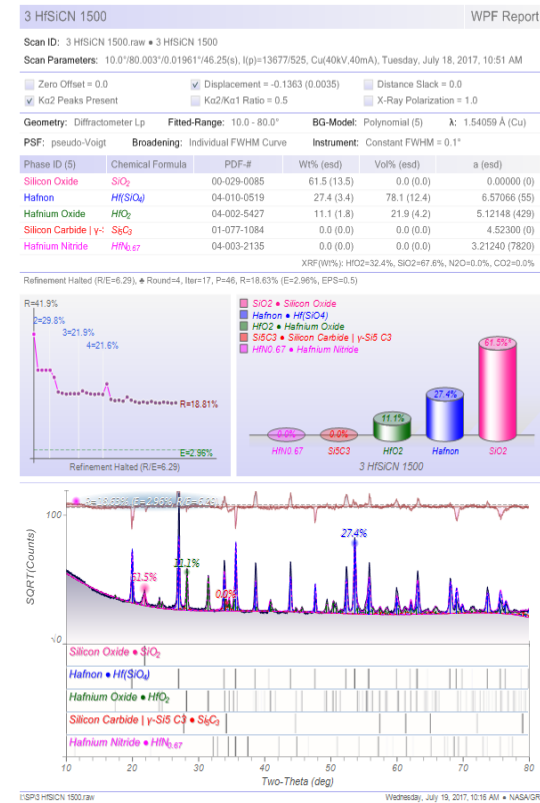 3 HfSiCN 1500 WPF Report
Scan ID: 3 HfSiCN 1500.raw ● 3 HfSiCN 1500
Scan Parameters: 10.0°/80.003°/0.01961°/46.25(s), I(p)=13677/525, Cu(40kV,40mA), Tuesday, July 18, 2017, 10:51 AM
Zero Offset = 0.0 Displacement = -0.1363 (0.0035) Distance Slack = 0.0
Kα2 Peaks Present Kα2/Kα1 Ratio = 0.5 X-Ray Polarization = 1.0
Geometry: Diffractometer Lp Fitted-Range: 10.0 - 80.0° BG-Model: Polynomial (5) λ: 1.54059 Å (Cu)
PSF: pseudo-Voigt Broadening: Individual FWHM Curve Instrument: Constant FWHM = 0.1°
Phase ID (5) Chemical Formula PDF-# Wt% (esd) Vol% (esd) a (esd)
Silicon Oxide SiO2 00-029-0085 61.5 (13.5) 0.0 (0.0) 0.00000 (0)
Hafnon Hf(SiO4) 04-010-0519 27.4 (3.4) 78.1 (12.4) 6.57066 (55)
Hafnium Oxide HfO2 04-002-5427 11.1 (1.8) 21.9 (4.2) 5.12148 (429)
Silicon Carbide | γ-: Si5C3 01-077-1084 0.0 (0.0) 0.0 (0.0) 4.52300 (0)
Hafnium Nitride HfN0.67 04-003-2135 0.0 (0.0) 0.0 (0.0) 3.21240 (7820)
XRF(Wt%): HfO2=32.4%, SiO2=67.6%, N2O=0.0%, CO2=0.0%
Refinement Halted (R/E=6.29), ♣ Round=4, Iter=17, P=46, R=18.63% (E=2.96%, EPS=0.5)
R=41.9%
2=29.8%
3=21.9%
4=21.6%
R=18.81%
E=2.96%
Refinement Halted (R/E=6.29)
SiO2 ● Silicon Oxide
Hafnon ● Hf(SiO4)
HfO2 ● Hafnium Oxide
Si5C3 ● Silicon Carbide | γ-Si5 C3
HfN0.67 ● Hafnium Nitride
0.0% 0.0% 11.1% 27.4% 61.5%*
HfN0.67 Si5C3 HfO2 Hafnon SiO2
3 HfSiCN 1500
SQRT(Counts)
100
27.4%
11.1%
61.5%
0.0%
Silicon Oxide ● SiO2
Hafnon ● Hf(SiO4)
Hafnium Oxide ● HfO2
Silicon Carbide | γ-Si5 C3 ● Si5C3
Hafnium Nitride ● HfN0.67
10 20 30 40 50 60 70 80
Two-Theta (deg)
I:\SP\3 HfSICN 1500.raw Wednesday, July 19, 2017, 10:16 AM ● NASA/GR